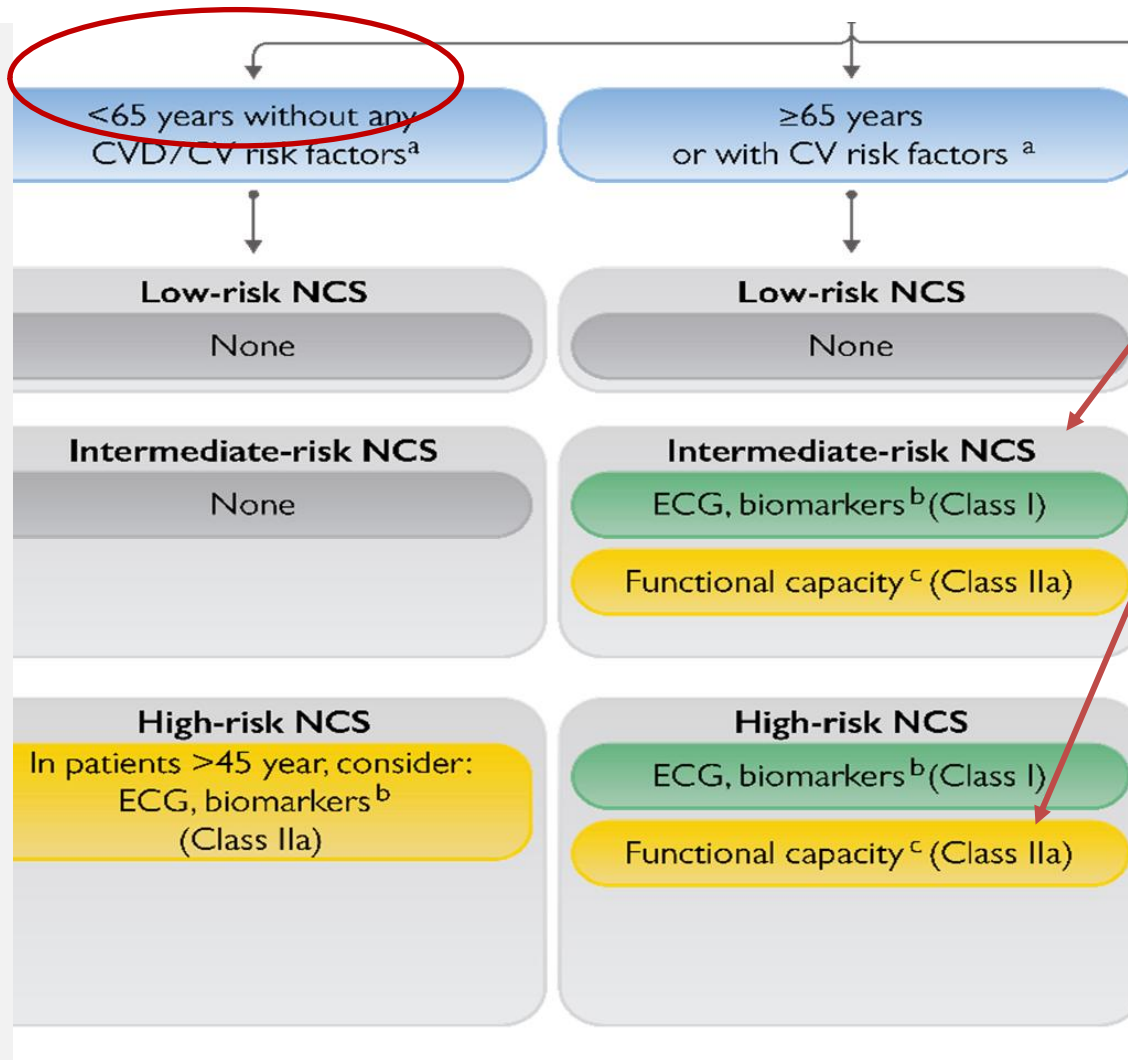 <65 years without any
CVD/CV risk factorsᵃ
Low-risk NCS
None
Intermediate-risk NCS
None
High-risk NCS
In patients >45 year, consider:
ECG, biomarkersᵇ
(Class IIa)
≥65 years
or with CV risk factors ᵃ
Low-risk NCS
None
Intermediate-risk NCS
ECG, biomarkersᵇ (Class I)
Functional capacityᶜ (Class IIa)
High-risk NCS
ECG, biomarkersᵇ (Class I)
Functional capacityᶜ (Class IIa)